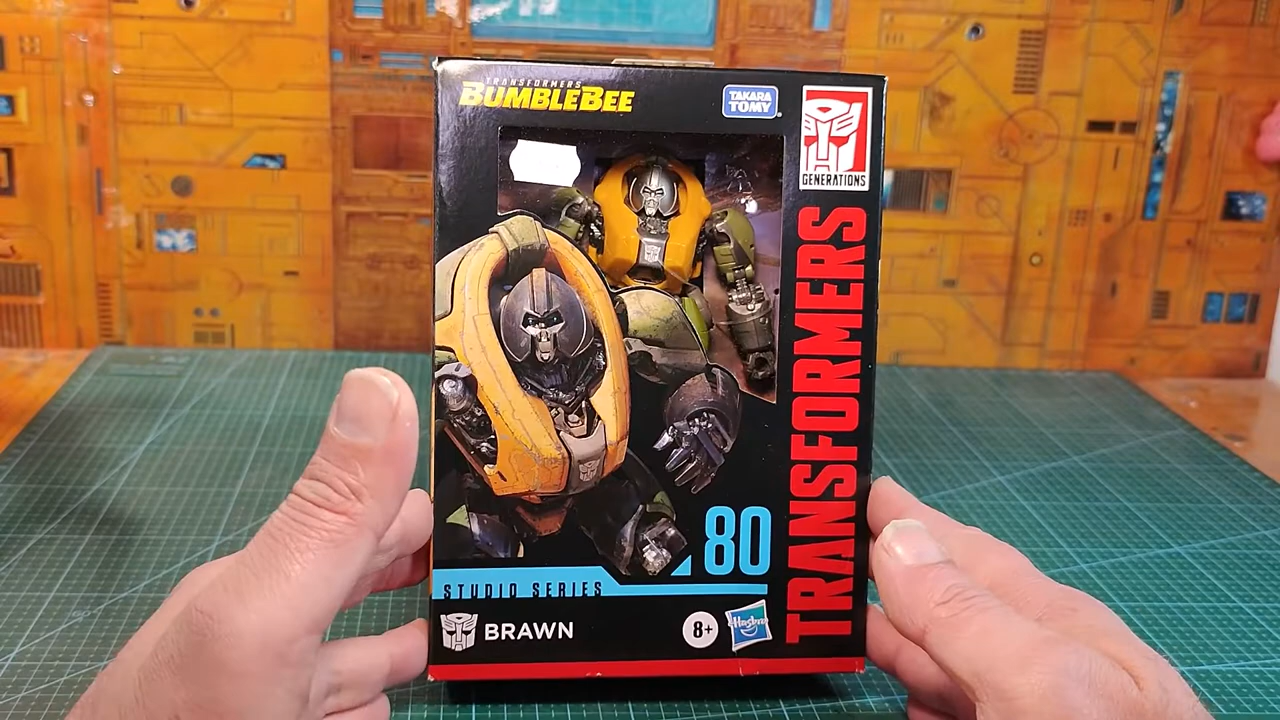 TRANSFORMERS
BUMBLEBEE
TAKARA
TOMY
GENERATIONS
TRANSFORMERS
80
STUDIO SERIES
BRAWN
8+
Hasbro